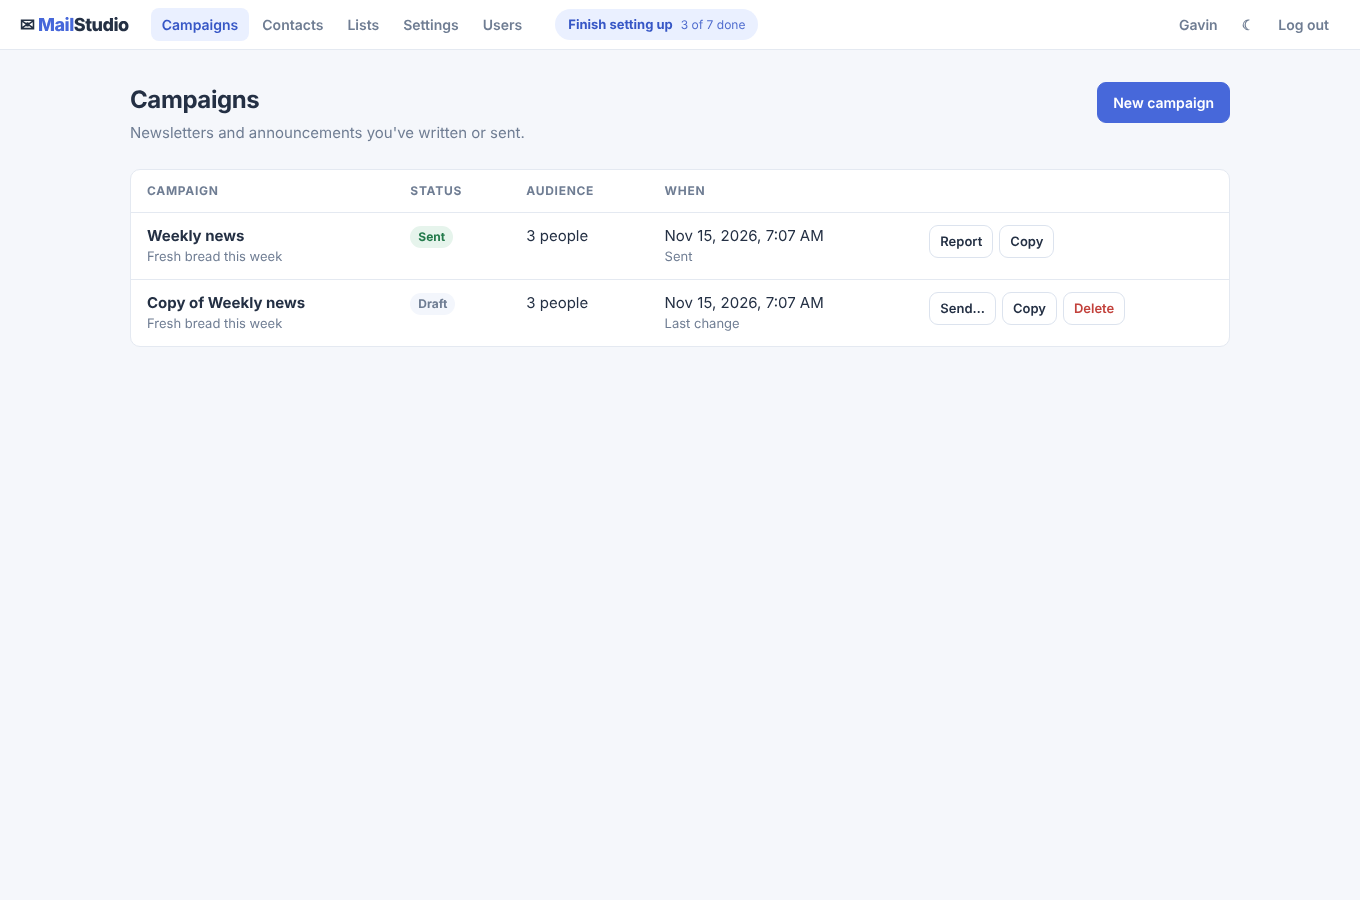 ✉ MailStudio Campaigns Contacts Lists Settings Users Finish setting up 3 of 7 done Gavin ☾ Log out
Campaigns
New campaign
Newsletters and announcements you've written or sent.
CAMPAIGN STATUS AUDIENCE WHEN
Weekly news Sent 3 people Nov 15, 2026, 7:07 AM Report Copy
Fresh bread this week Sent
Copy of Weekly news Draft 3 people Nov 15, 2026, 7:07 AM Send... Copy Delete
Fresh bread this week Last change